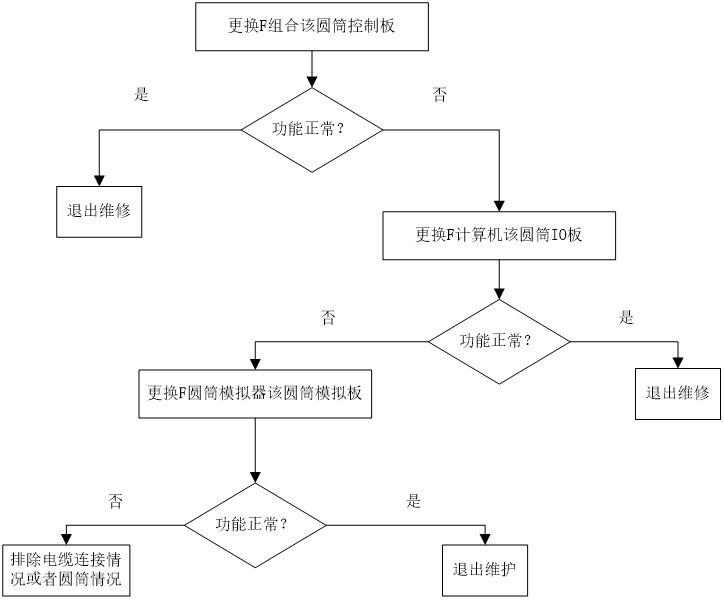 更换F组合该圆筒控制板
是
否
功能正常？
退出维修
更换F计算机该圆筒IO板
否
是
功能正常？
更换F圆筒模拟器该圆筒模拟板
退出维修
否
是
功能正常？
排除电缆连接情
况或者圆筒情况
退出维护